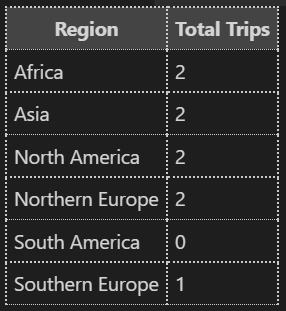 Region Total Trips
Africa 2
Asia 2
North America 2
Northern Europe 2
South America 0
Southern Europe 1